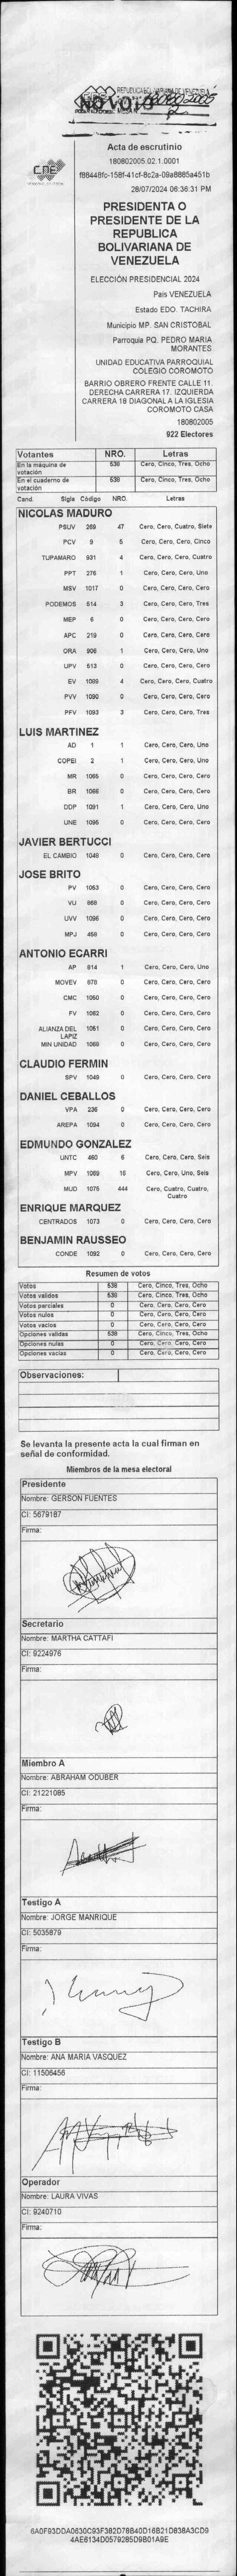 REPUBLICA BOLIVARIANA DE VENEZUELA
CNE
Acta de escrutinio
180802005.02.1.0001
f88448fc-158f-41cf-8c2a-09a8885a451b
28/07/2024 06:36:31 PM
PRESIDENTA O
PRESIDENTE DE LA
REPUBLICA
BOLIVARIANA DE
VENEZUELA
ELECCIÓN PRESIDENCIAL 2024
Pais VENEZUELA
Estado EDO. TACHIRA
Municipio MP. SAN CRISTOBAL
Parroquia PQ. PEDRO MARIA
MORANTES
UNIDAD EDUCATIVA PARROQUIAL
COLEGIO COROMOTO
BARRIO OBRERO FRENTE CALLE 11.
DERECHA CARRERA 17. IZQUIERDA
CARRERA 18 DIAGONAL A LA IGLESIA
COROMOTO CASA
180802005
922 Electores
Votantes NRO. Letras
En la máquina de votación 538 Cero, Cinco, Tres, Ocho
En el cuaderno de votación 538 Cero, Cinco, Tres, Ocho
Cand. Sigla Código NRO. Letras
NICOLAS MADURO
PSUV 269 47 Cero, Cero, Cuatro, Siete
PCV 9 5 Cero, Cero, Cero, Cinco
TUPAMARO 931 4 Cero, Cero, Cero, Cuatro
PPT 276 1 Cero, Cero, Cero, Uno
MSV 1017 0 Cero, Cero, Cero, Cero
PODEMOS 514 3 Cero, Cero, Cero, Tres
MEP 6 0 Cero, Cero, Cero, Cero
APC 219 0 Cero, Cero, Cero, Cero
ORA 906 1 Cero, Cero, Cero, Uno
UPV 513 0 Cero, Cero, Cero, Cero
EV 1089 4 Cero, Cero, Cero, Cuatro
PVV 1090 0 Cero, Cero, Cero, Cero
PFV 1093 3 Cero, Cero, Cero, Tres
LUIS MARTINEZ
AD 1 1 Cero, Cero, Cero, Uno
COPEI 2 1 Cero, Cero, Cero, Uno
MR 1065 0 Cero, Cero, Cero, Cero
BR 1066 0 Cero, Cero, Cero, Cero
DDP 1091 1 Cero, Cero, Cero, Uno
UNE 1095 0 Cero, Cero, Cero, Cero
JAVIER BERTUCCI
EL CAMBIO 1048 0 Cero, Cero, Cero, Cero
JOSE BRITO
PV 1053 0 Cero, Cero, Cero, Cero
VU 868 0 Cero, Cero, Cero, Cero
UVV 1096 0 Cero, Cero, Cero, Cero
MPJ 458 0 Cero, Cero, Cero, Cero
ANTONIO ECARRI
AP 814 1 Cero, Cero, Cero, Uno
MOVEV 878 0 Cero, Cero, Cero, Cero
CMC 1050 0 Cero, Cero, Cero, Cero
FV 1062 0 Cero, Cero, Cero, Cero
ALIANZA DEL LAPIZ 1051 0 Cero, Cero, Cero, Cero
MIN UNIDAD 1068 0 Cero, Cero, Cero, Cero
CLAUDIO FERMIN
SPV 1049 0 Cero, Cero, Cero, Cero
DANIEL CEBALLOS
VPA 236 0 Cero, Cero, Cero, Cero
AREPA 1094 0 Cero, Cero, Cero, Cero
EDMUNDO GONZALEZ
UNTC 460 6 Cero, Cero, Cero, Seis
MPV 1069 16 Cero, Cero, Uno, Seis
MUD 1075 444 Cero, Cuatro, Cuatro, Cuatro
ENRIQUE MARQUEZ
CENTRADOS 1073 0 Cero, Cero, Cero, Cero
BENJAMIN RAUSSEO
CONDE 1092 0 Cero, Cero, Cero, Cero
Resumen de votos
Votos 538 Cero, Cinco, Tres, Ocho
Votos validos 538 Cero, Cinco, Tres, Ocho
Votos parciales 0 Cero, Cero, Cero, Cero
Votos nulos 0 Cero, Cero, Cero, Cero
Votos vacios 0 Cero, Cero, Cero, Cero
Opciones validas 538 Cero, Cinco, Tres, Ocho
Opciones nulas 0 Cero, Cero, Cero, Cero
Opciones vacias 0 Cero, Cero, Cero, Cero
Observaciones:
Se levanta la presente acta la cual firman en
señal de conformidad.
Miembros de la mesa electoral
Presidente
Nombre: GERSON FUENTES
CI: 5679187
Firma:
Secretario
Nombre: MARTHA CATTAFI
CI: 9224976
Firma:
Miembro A
Nombre: ABRAHAM ODUBER
CI: 21221085
Firma:
Testigo A
Nombre: JORGE MANRIQUE
CI: 5035879
Firma:
Testigo B
Nombre: ANA MARIA VASQUEZ
CI: 11506456
Firma:
Operador
Nombre: LAURA VIVAS
CI: 9240710
Firma:
6A0F93DDA0630C93F382D76B40D16B21D838A3CD9
4AE6134D0579285D9B01A9E